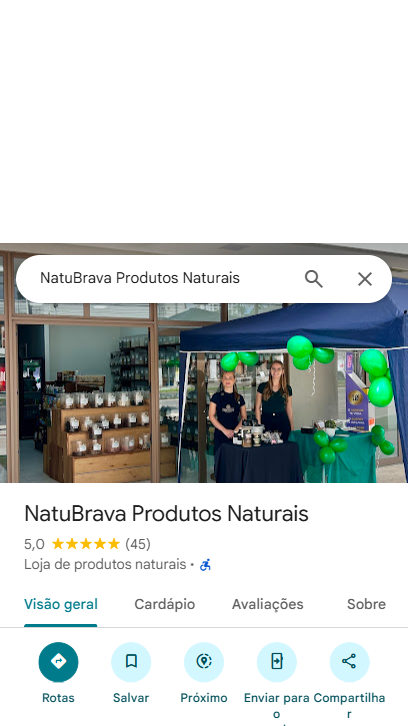 NatuBrava Produtos Naturais
NatuBrava Produtos Naturais
5,0 (45)
Loja de produtos naturais ·
Visão geral Cardápio Avaliações Sobre
Rotas Salvar Próximo Enviar para o Compartilhar